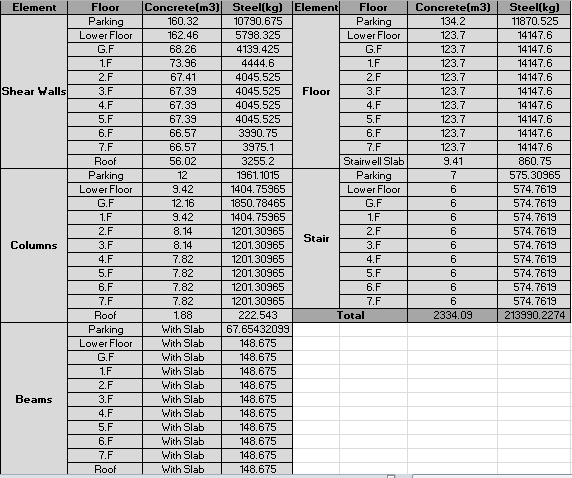 Element Floor Concrete(m3) Steel(kg) Element Floor Concrete(m3) Steel(kg)
Parking 160.32 10790.675 Parking 134.2 11870.525
Lower Floor 162.46 5798.325 Lower Floor 123.7 14147.6
G.F 68.26 4139.425 G.F 123.7 14147.6
1.F 73.96 4444.6 1.F 123.7 14147.6
2.F 67.41 4045.525 2.F 123.7 14147.6
Shear Walls 3.F 67.39 4045.525 Floor 3.F 123.7 14147.6
4.F 67.39 4045.525 4.F 123.7 14147.6
5.F 67.39 4045.525 5.F 123.7 14147.6
6.F 66.57 3990.75 6.F 123.7 14147.6
7.F 66.57 3975.1 7.F 123.7 14147.6
Roof 56.02 3255.2 Stairwell Slab 9.41 860.75
Parking 12 1961.1015 Parking 7 575.30965
Lower Floor 9.42 1404.75965 Lower Floor 6 574.7619
G.F 12.16 1850.78465 G.F 6 574.7619
1.F 9.42 1404.75965 1.F 6 574.7619
2.F 8.14 1201.30965 2.F 6 574.7619
Columns 3.F 8.14 1201.30965 Stair 3.F 6 574.7619
4.F 7.82 1201.30965 4.F 6 574.7619
5.F 7.82 1201.30965 5.F 6 574.7619
6.F 7.82 1201.30965 6.F 6 574.7619
7.F 7.82 1201.30965 7.F 6 574.7619
Roof 1.88 222.543 Total 2334.09 213990.2274
Parking With Slab 67.65432099
Lower Floor With Slab 148.675
G.F With Slab 148.675
1.F With Slab 148.675
2.F With Slab 148.675
Beams 3.F With Slab 148.675
4.F With Slab 148.675
5.F With Slab 148.675
6.F With Slab 148.675
7.F With Slab 148.675
Roof With Slab 148.675